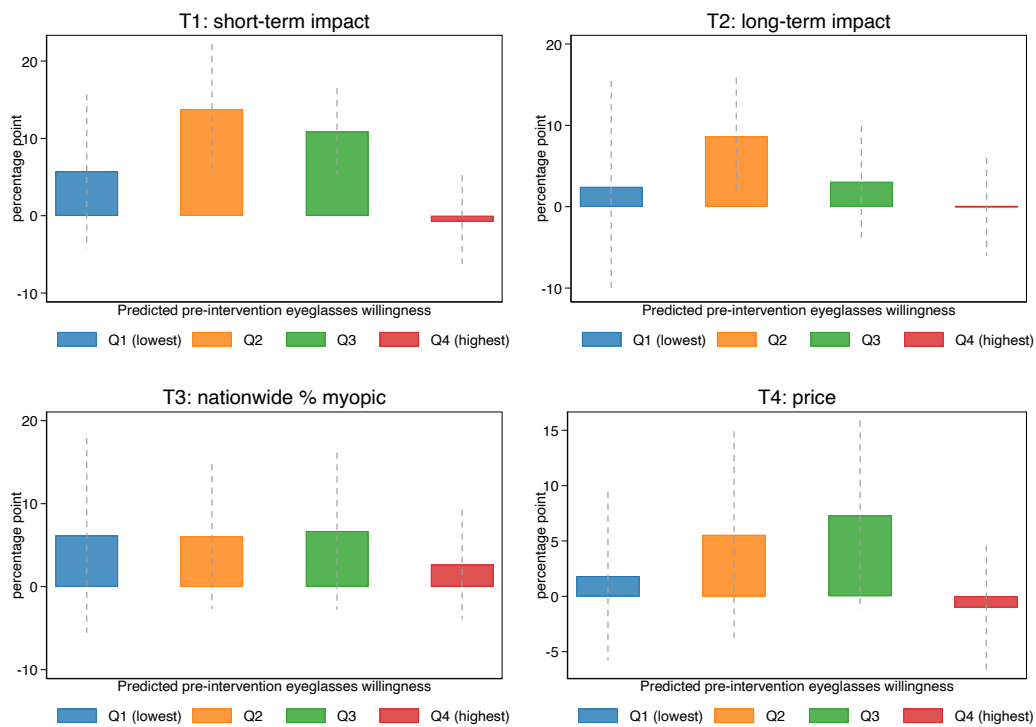 T1: short-term impact
percentage point
20
10
0
-10
Predicted pre-intervention eyeglasses willingness
Q1 (lowest) Q2 Q3 Q4 (highest)
T2: long-term impact
percentage point
20
10
0
-10
Predicted pre-intervention eyeglasses willingness
Q1 (lowest) Q2 Q3 Q4 (highest)
T3: nationwide % myopic
percentage point
20
10
0
-10
Predicted pre-intervention eyeglasses willingness
Q1 (lowest) Q2 Q3 Q4 (highest)
T4: price
percentage point
15
10
5
0
-5
Predicted pre-intervention eyeglasses willingness
Q1 (lowest) Q2 Q3 Q4 (highest)